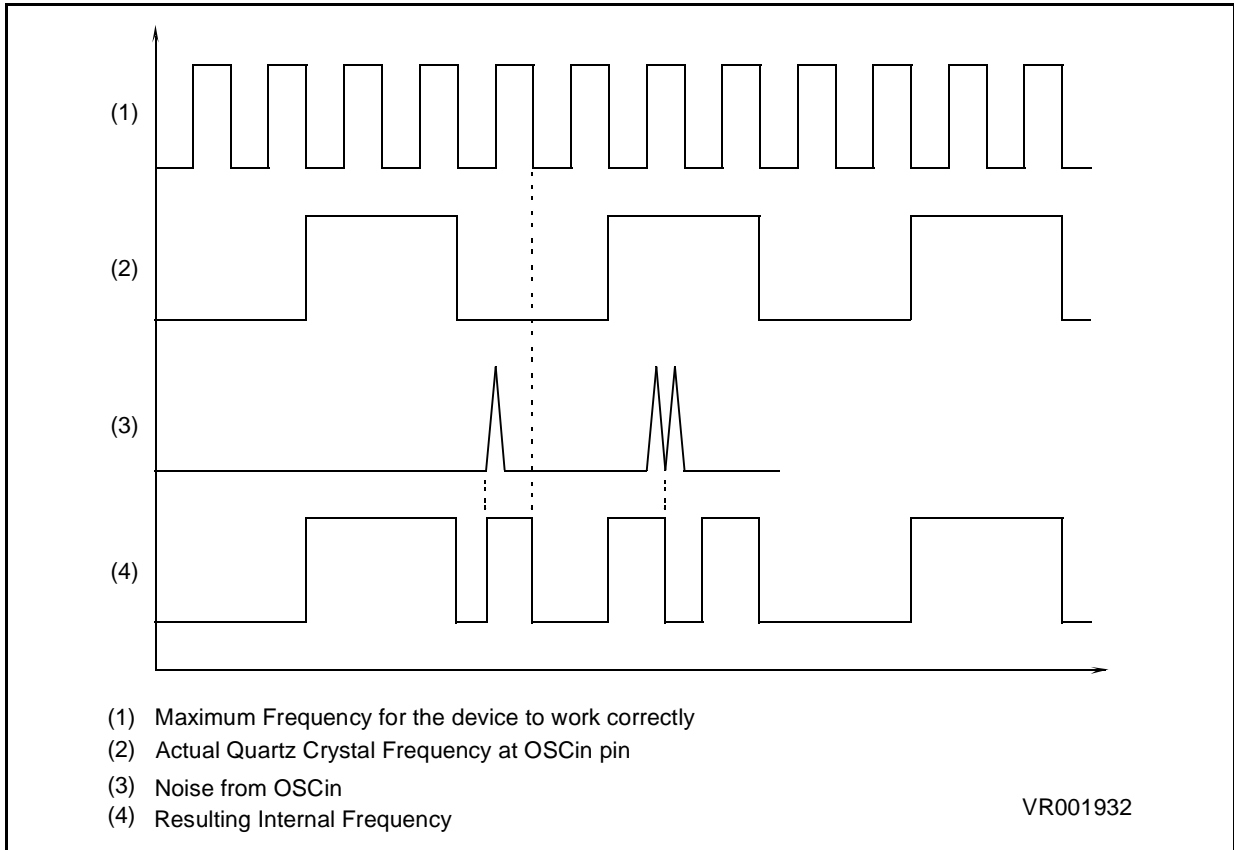 (1)
(2)
(3)
(4)
(1) Maximum Frequency for the device to work correctly
(2) Actual Quartz Crystal Frequency at OSCin pin
(3) Noise from OSCin
(4) Resulting Internal Frequency
VR001932